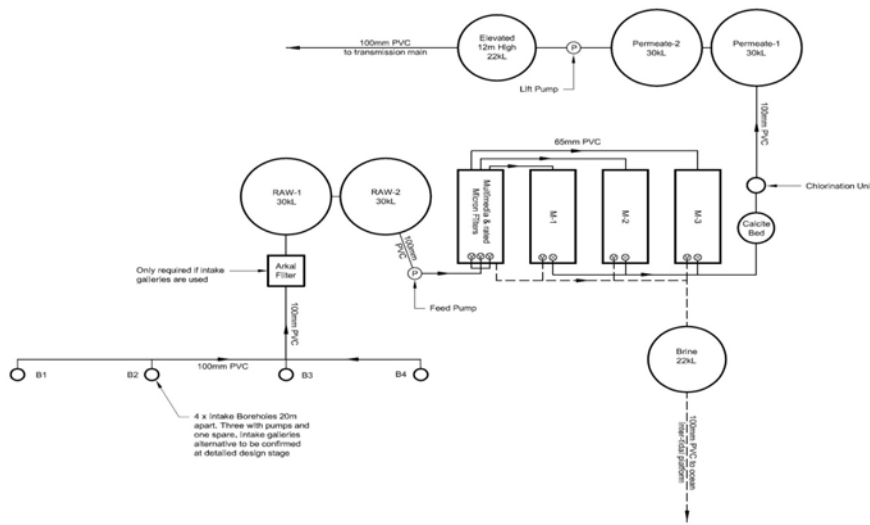 100mm PVC
to transmission main
Elevated
12m High
22kL
P
Lift Pump
Permeate-2
30kL
Permeate-1
30kL
100mm PVC
65mm PVC
RAW-1
30kL
RAW-2
30kL
100mm
PVC
Multimedia & rated
Micron Filters
M-1
M-2
M-3
Chlorination Uni
Calcite
Bed
Only required if intake
galleries are used
Arkal
Filter
P
Feed Pump
100mm PVC
100mm PVC
B1
B2
B3
B4
4 x Intake Boreholes 20m
apart. Three with pumps and
one spare, intake galleries
alternative to be confirmed
at detailed design stage
Brine
22kL
100mm PVC to ocean
inter-tidal platform